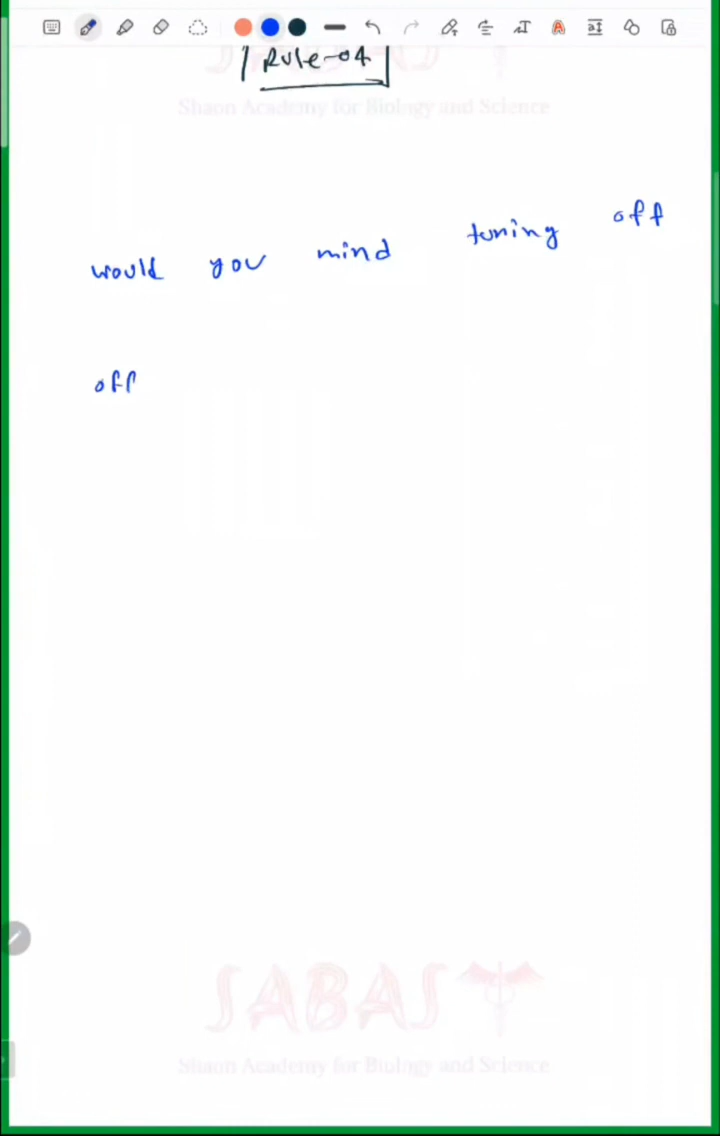 Rule-04
Shaon Academy for Biology and Science
would you mind tuning off
off
SABAS
Shaon Academy for Biology and Science